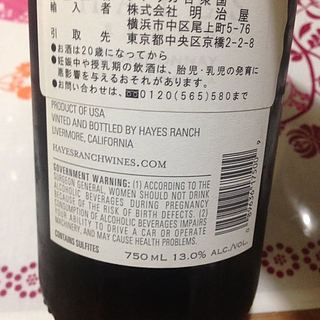 輸入者 株式会社 明治屋
横浜市中区尾上町5-76
引取先 東京都中央区京橋2-2-8
●お酒は20歳になってから
●妊娠中や授乳期の飲酒は、胎児・乳児の発育に
悪影響を与えるおそれがあります。
●お問い合わせは、☎0120(565)580まで
PRODUCT OF USA
VINTED AND BOTTLED BY HAYES RANCH
LIVERMORE, CALIFORNIA
HAYESRANCHWINES.COM
GOVERNMENT WARNING: (1) ACCORDING TO THE
SURGEON GENERAL, WOMEN SHOULD NOT DRINK
ALCOHOLIC BEVERAGES DURING PREGNANCY
BECAUSE OF THE RISK OF BIRTH DEFECTS. (2)
CONSUMPTION OF ALCOHOLIC BEVERAGES IMPAIRS
YOUR ABILITY TO DRIVE A CAR OR OPERATE
MACHINERY, AND MAY CAUSE HEALTH PROBLEMS.
CONTAINS SULFITES
750 ML 13.0% ALC./VOL.